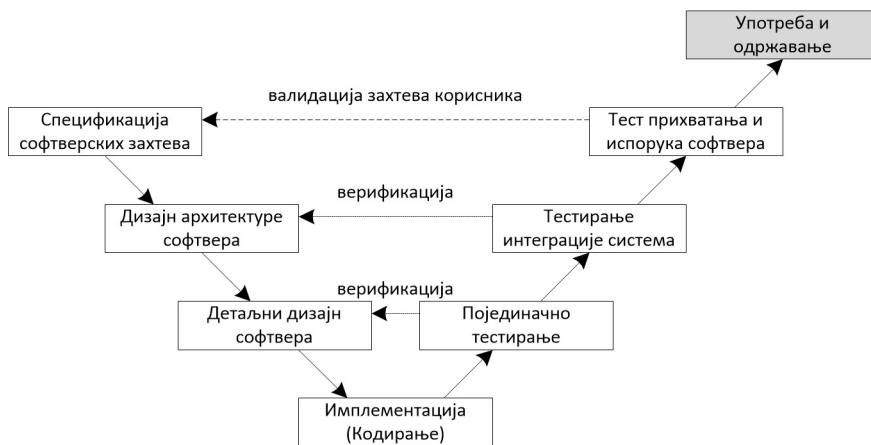 Употреба и
одржавање
валидација захтева корисника
Спецификација
софтверских захтева
Тест прихватања и
испорука софтвера
верификација
Дизајн архитектуре
софтвера
Тестирање
интеграције система
верификација
Детаљни дизајн
софтвера
Појединачно
тестирање
Имплементација
(Кодирање)